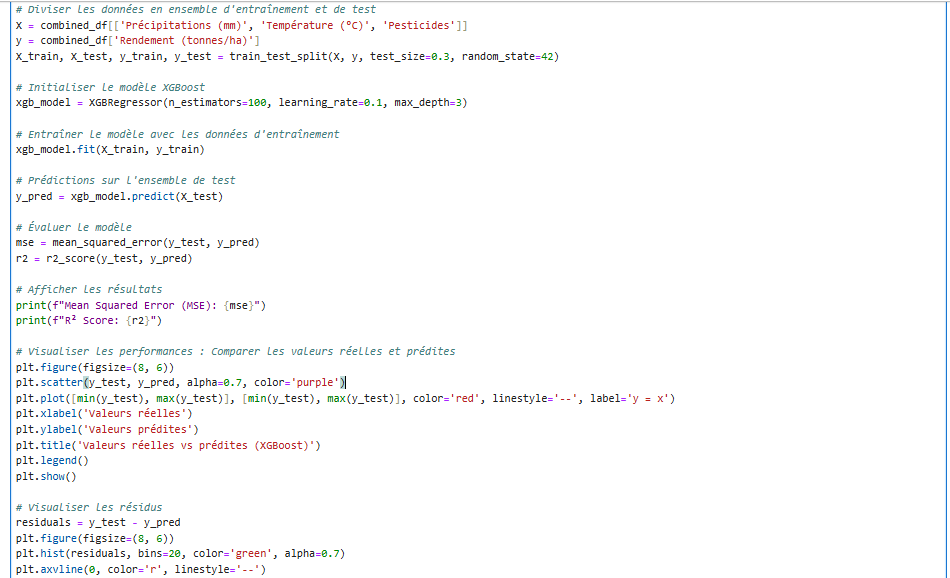 # Diviser les données en ensemble d'entraînement et de test
X = combined_df[['Précipitations (mm)', 'Température (°C)', 'Pesticides']]
y = combined_df['Rendement (tonnes/ha)']
X_train, X_test, y_train, y_test = train_test_split(X, y, test_size=0.3, random_state=42)
# Initialiser le modèle XGBoost
xgb_model = XGBRegressor(n_estimators=100, learning_rate=0.1, max_depth=3)
# Entraîner le modèle avec les données d'entraînement
xgb_model.fit(X_train, y_train)
# Prédictions sur l'ensemble de test
y_pred = xgb_model.predict(X_test)
# Évaluer le modèle
mse = mean_squared_error(y_test, y_pred)
r2 = r2_score(y_test, y_pred)
# Afficher les résultats
print(f"Mean Squared Error (MSE): {mse}")
print(f"R² Score: {r2}")
# Visualiser les performances : Comparer les valeurs réelles et prédites
plt.figure(figsize=(8, 6))
plt.scatter(y_test, y_pred, alpha=0.7, color='purple')
plt.plot([min(y_test), max(y_test)], [min(y_test), max(y_test)], color='red', linestyle='--', label='y = x')
plt.xlabel('Valeurs réelles')
plt.ylabel('Valeurs prédites')
plt.title('Valeurs réelles vs prédites (XGBoost)')
plt.legend()
plt.show()
# Visualiser les résidus
residuals = y_test - y_pred
plt.figure(figsize=(8, 6))
plt.hist(residuals, bins=20, color='green', alpha=0.7)
plt.axvline(0, color='r', linestyle='--')